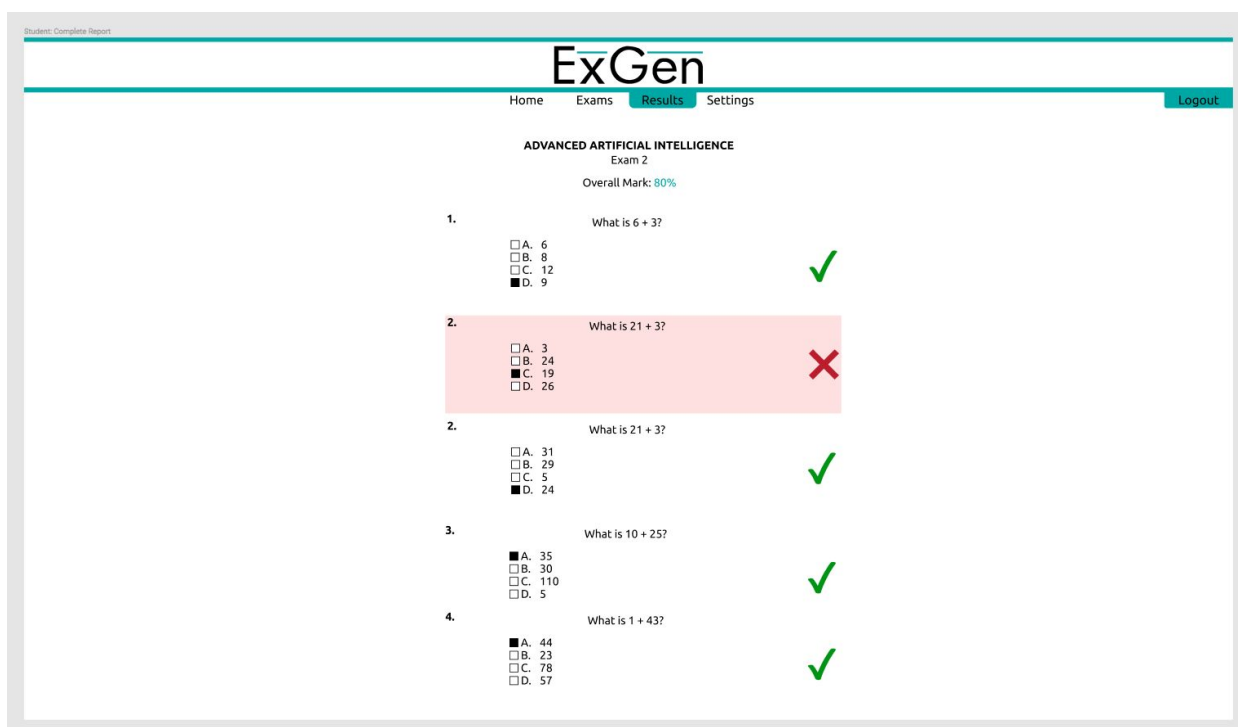 Student: Complete Report
ExGen
Home Exams Results Settings Logout
ADVANCED ARTIFICIAL INTELLIGENCE
Exam 2
Overall Mark: 80%
1. What is 6 + 3?
A. 6
B. 8
C. 12
D. 9
2. What is 21 + 3?
A. 3
B. 24
C. 19
D. 26
2. What is 21 + 3?
A. 31
B. 29
C. 5
D. 24
3. What is 10 + 25?
A. 35
B. 30
C. 110
D. 5
4. What is 1 + 43?
A. 44
B. 23
C. 78
D. 57